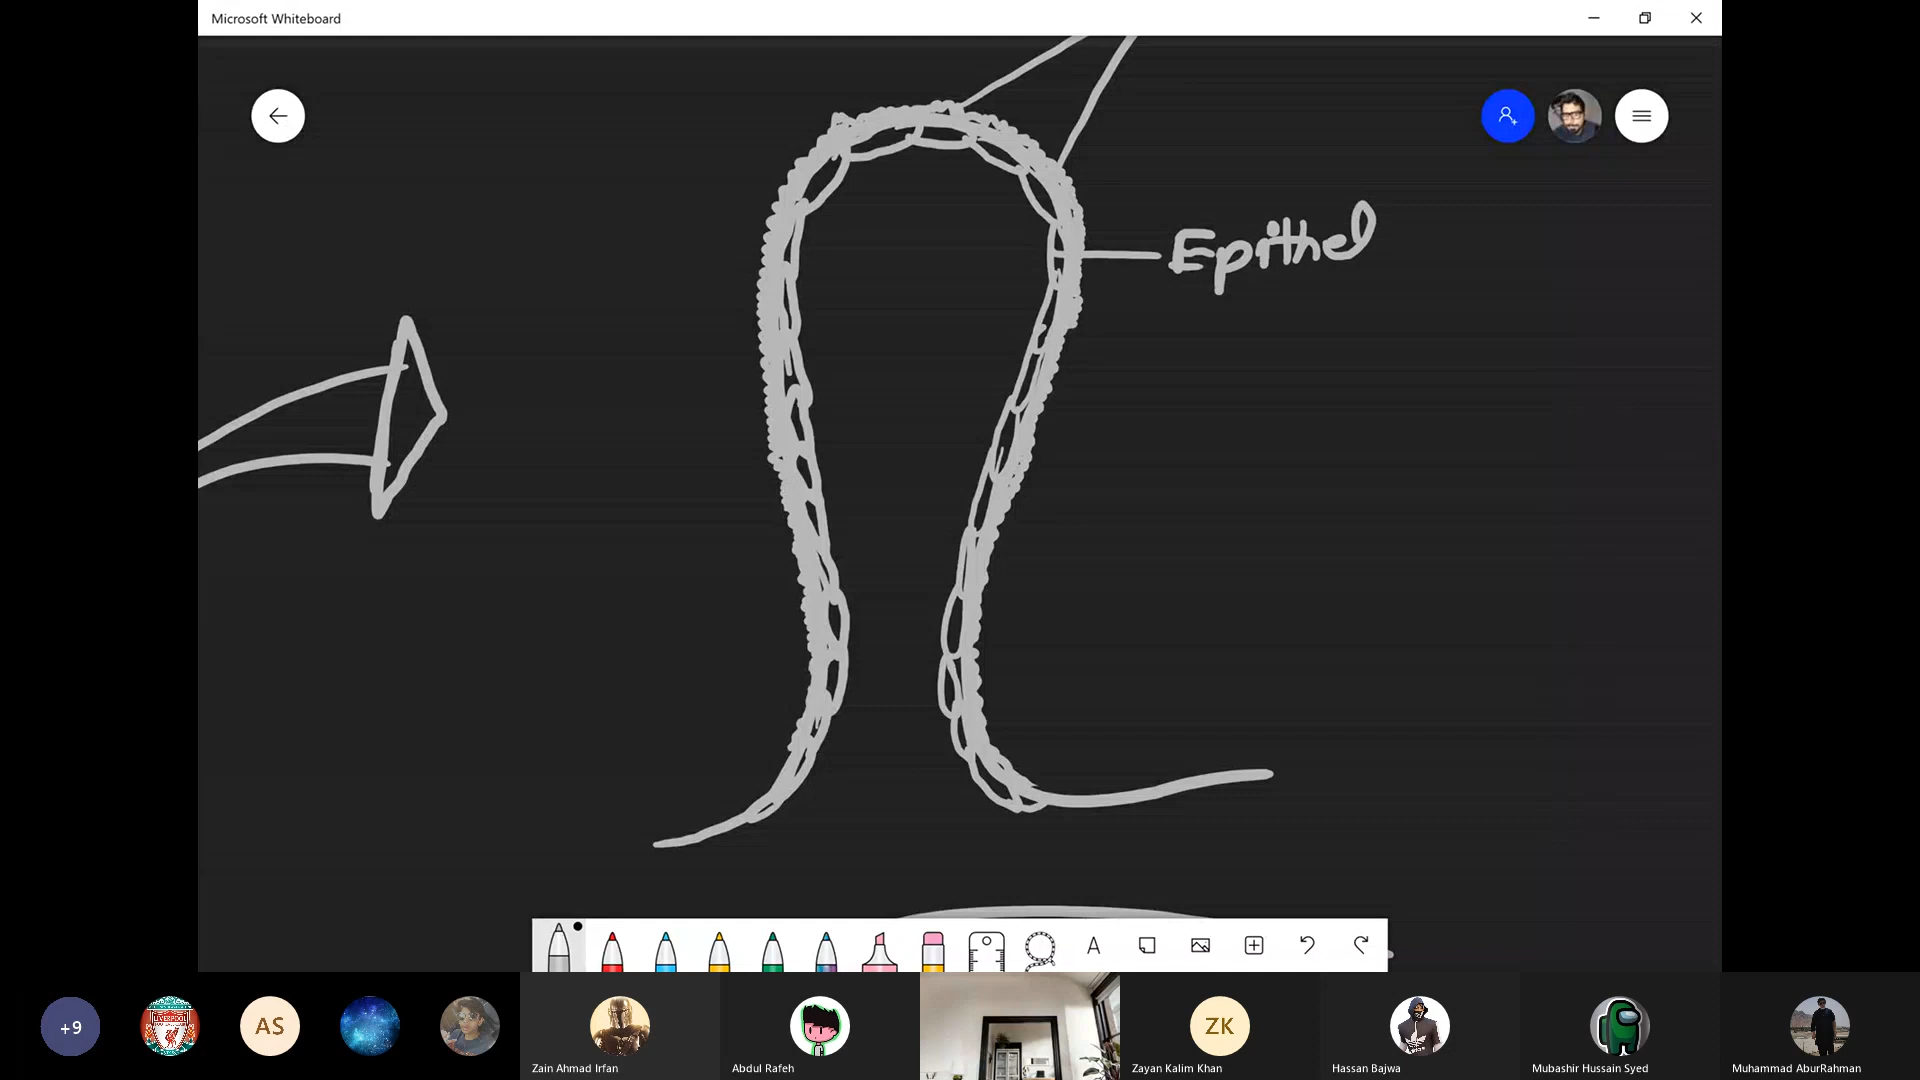 Microsoft Whiteboard
Epithel
+9
LIVERPOOL
AS
ZK
Zain Ahmad Irfan
Abdul Rafeh
Zayan Kalim Khan
Hassan Bajwa
Mubashir Hussain Syed
Muhammad AburRahman